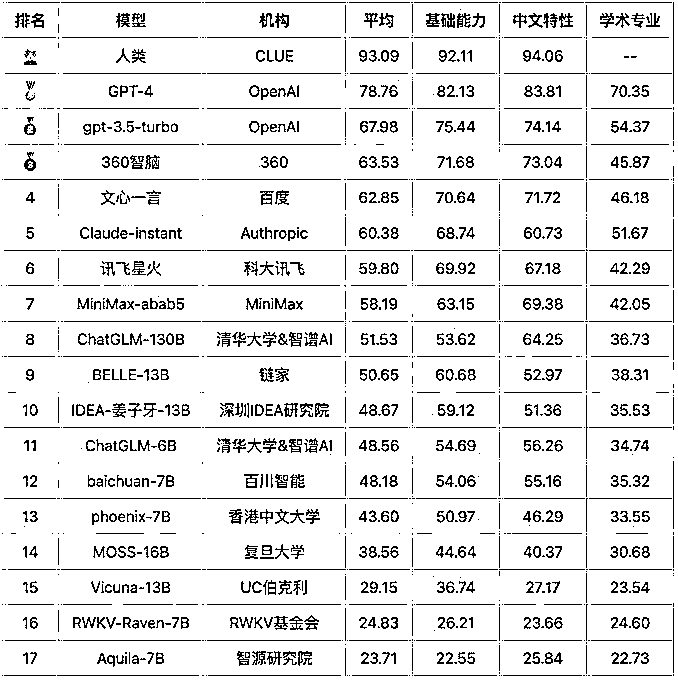 排名 模型 机构 平均 基础能力 中文特性 学术专业
人类 CLUE 93.09 92.11 94.06 --
GPT-4 OpenAI 78.76 82.13 83.81 70.35
gpt-3.5-turbo OpenAI 67.98 75.44 74.14 54.37
360智脑 360 63.53 71.68 73.04 45.87
4 文心一言 百度 62.85 70.64 71.72 46.18
5 Claude-instant Authropic 60.38 68.74 60.73 51.67
6 讯飞星火 科大讯飞 59.80 69.92 67.18 42.29
7 MiniMax-abab5 MiniMax 58.19 63.15 69.38 42.05
8 ChatGLM-130B 清华大学&智谱AI 51.53 53.62 64.25 36.73
9 BELLE-13B 链家 50.65 60.68 52.97 38.31
10 IDEA-姜子牙-13B 深圳IDEA研究院 48.67 59.12 51.36 35.53
11 ChatGLM-6B 清华大学&智谱AI 48.56 54.69 56.26 34.74
12 baichuan-7B 百川智能 48.18 54.06 55.16 35.32
13 phoenix-7B 香港中文大学 43.60 50.97 46.29 33.55
14 MOSS-16B 复旦大学 38.56 44.64 40.37 30.68
15 Vicuna-13B UC伯克利 29.15 36.74 27.17 23.54
16 RWKV-Raven-7B RWKV基金会 24.83 26.21 23.66 24.60
17 Aquila-7B 智源研究院 23.71 22.55 25.84 22.73